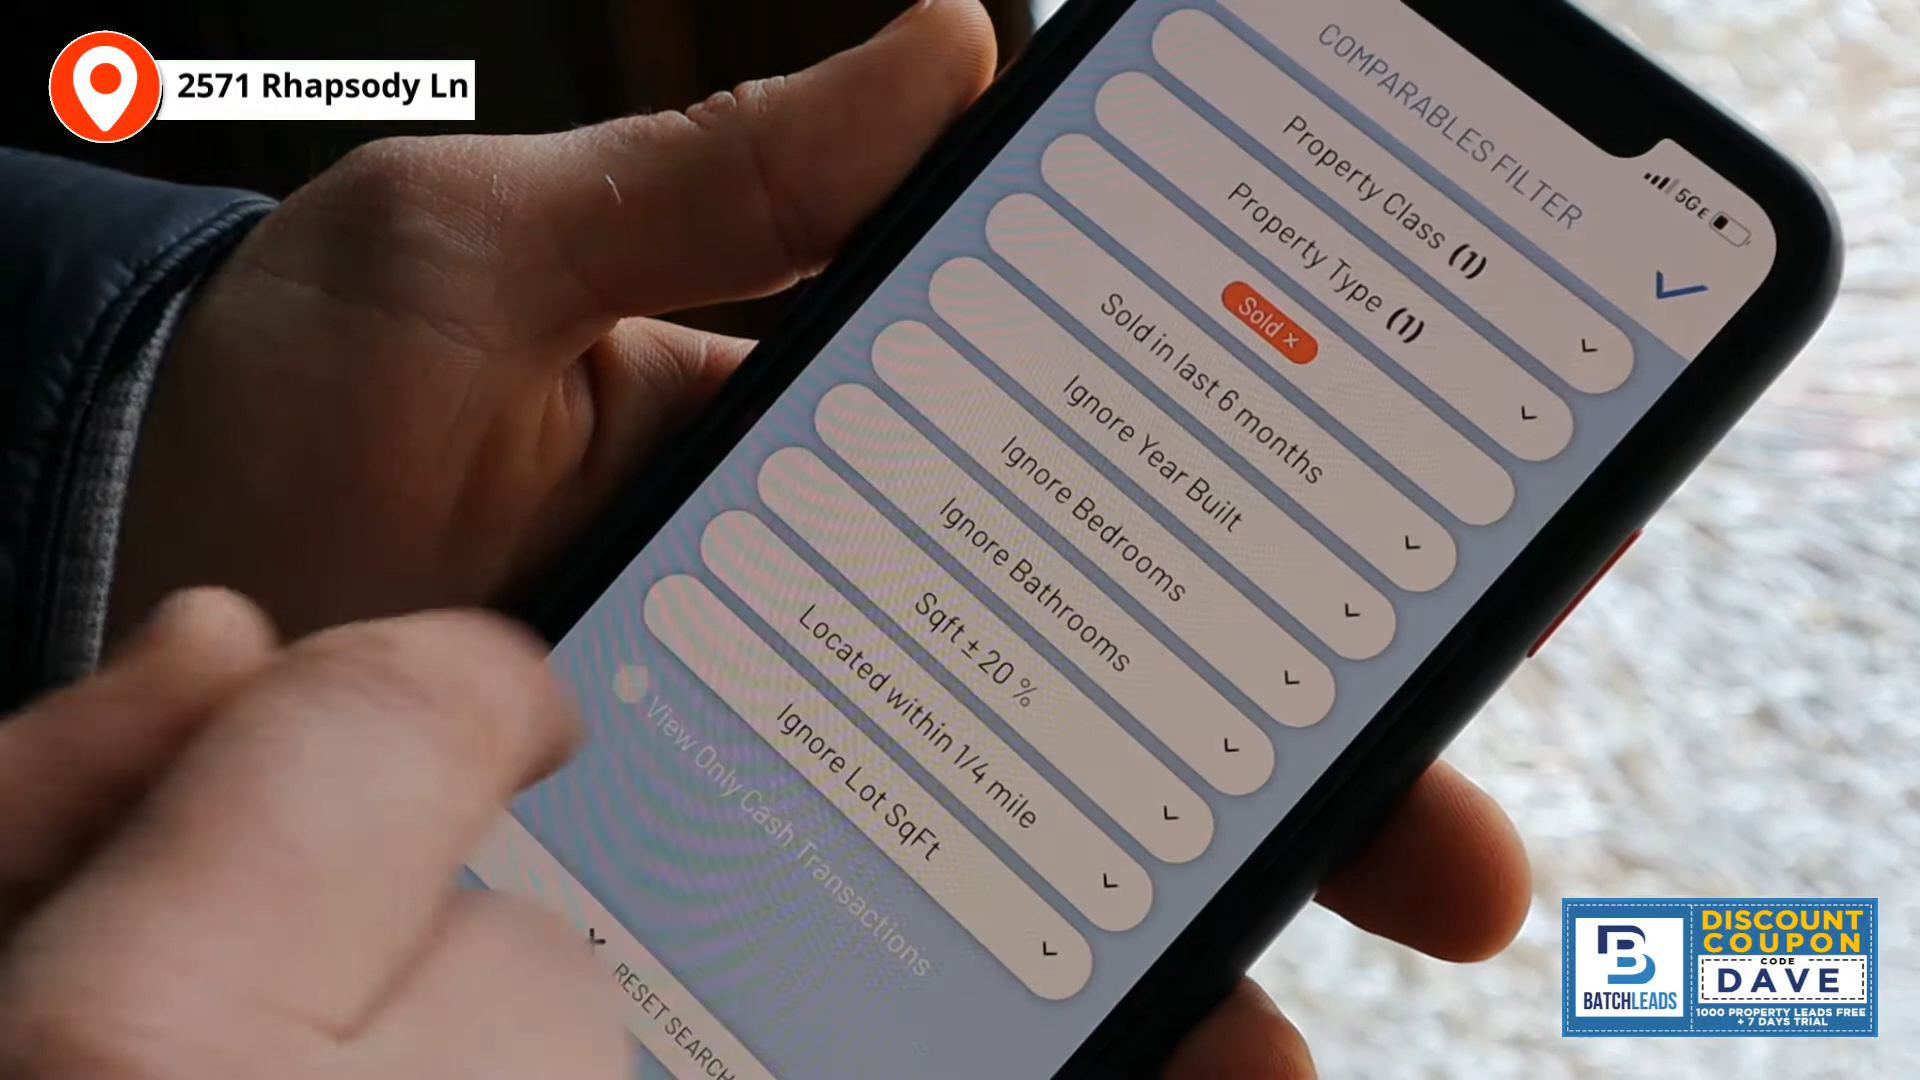 2571 Rhapsody Ln
5GE
COMPARABLES FILTER
Property Class (1)
Property Type (1)
Sold ×
Sold in last 6 months
Ignore Year Built
Ignore Bedrooms
Ignore Bathrooms
Sqft ± 20 %
Located within 1/4 mile
Ignore Lot SqFt
View Only Cash Transactions
RESET SEARCH
B
BATCHLEADS
DISCOUNT
COUPON
CODE
DAVE
1000 PROPERTY LEADS FREE
+ 7 DAYS TRIAL